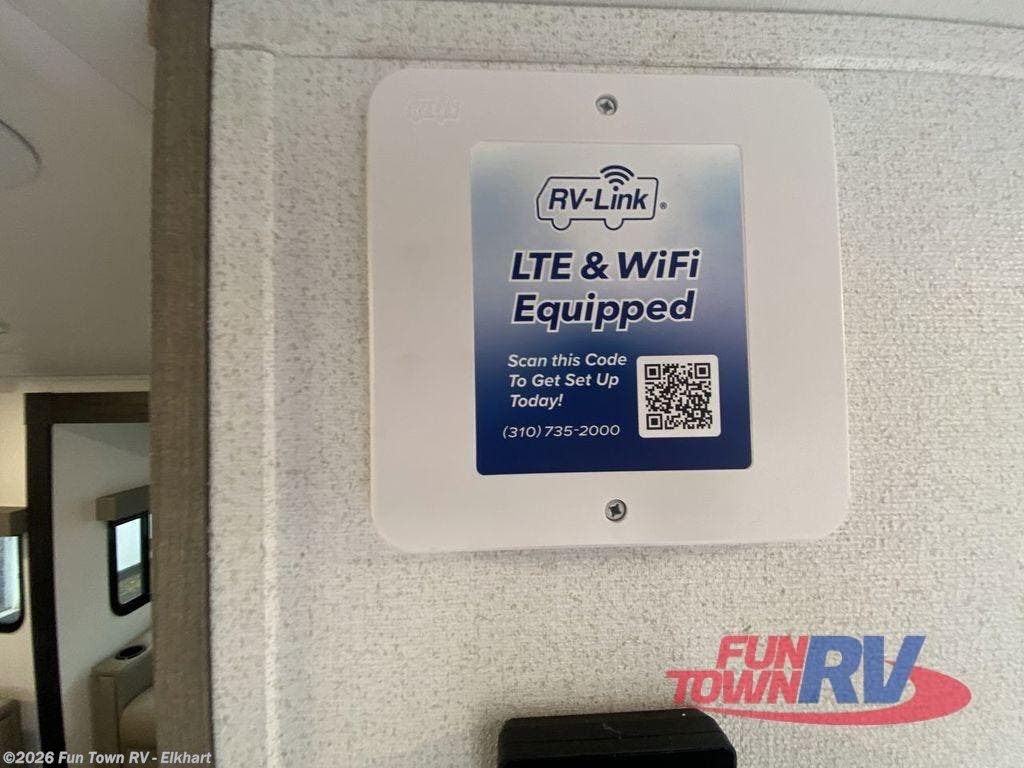 RV-Link®
LTE & WiFi
Equipped
Scan this Code
To Get Set Up
Today!
(310) 735-2000
FUN
TOWN RV
©2026 Fun Town RV - Elkhart